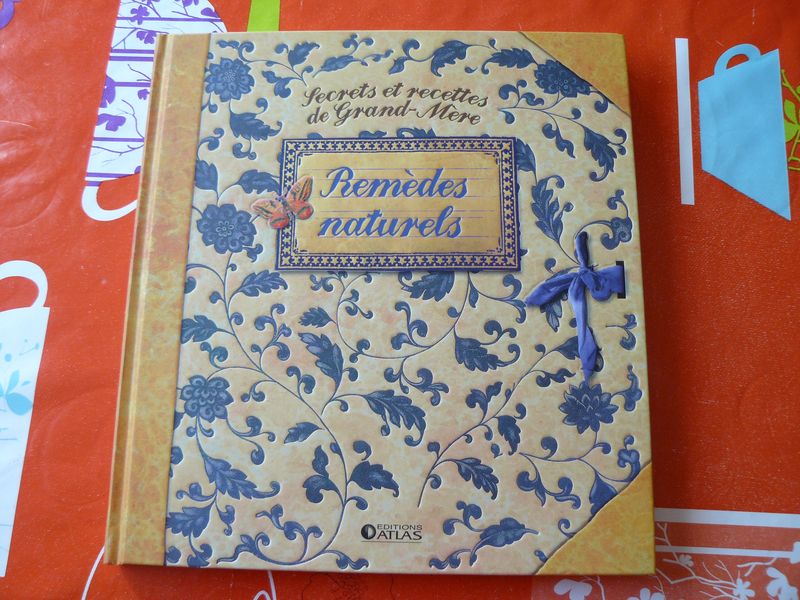 Secrets et recettes
de Grand-Mère
Remèdes
naturels
EDITIONS
ATLAS